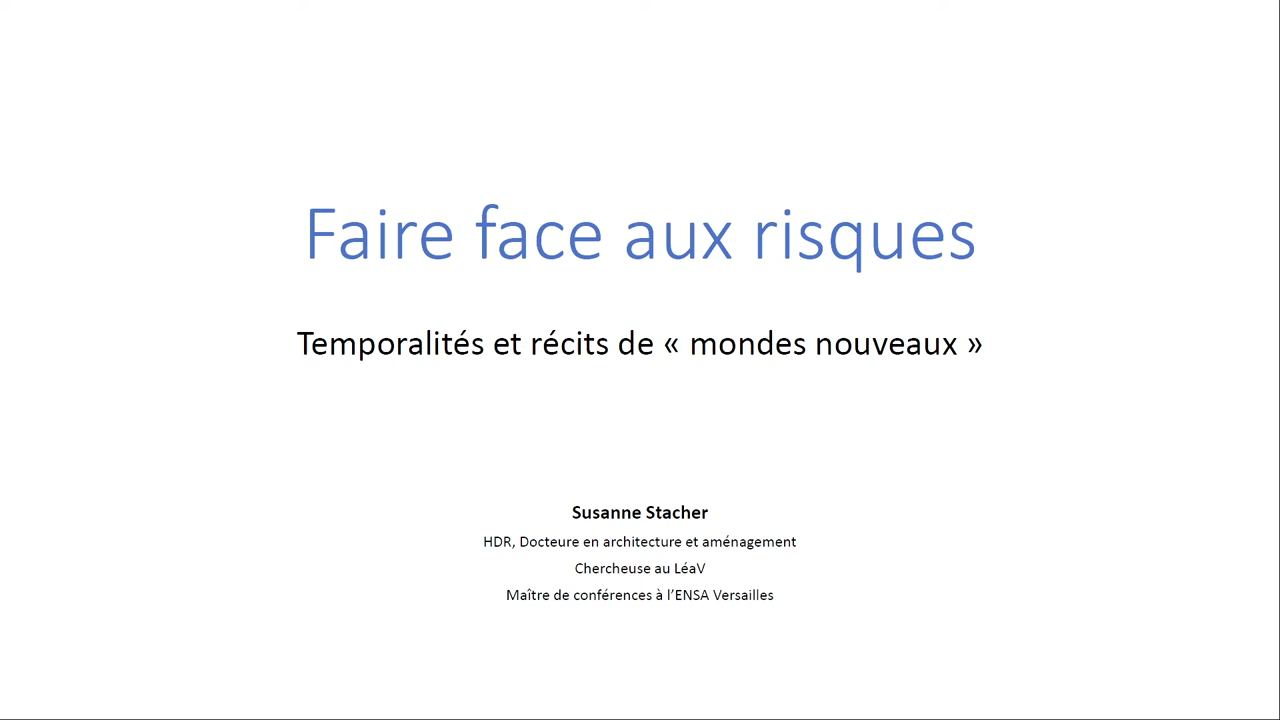 Faire face aux risques
Temporalités et récits de « mondes nouveaux »
Susanne Stacher
HDR, Docteure en architecture et aménagement
Chercheuse au LéaV
Maître de conférences à l’ENSA Versailles